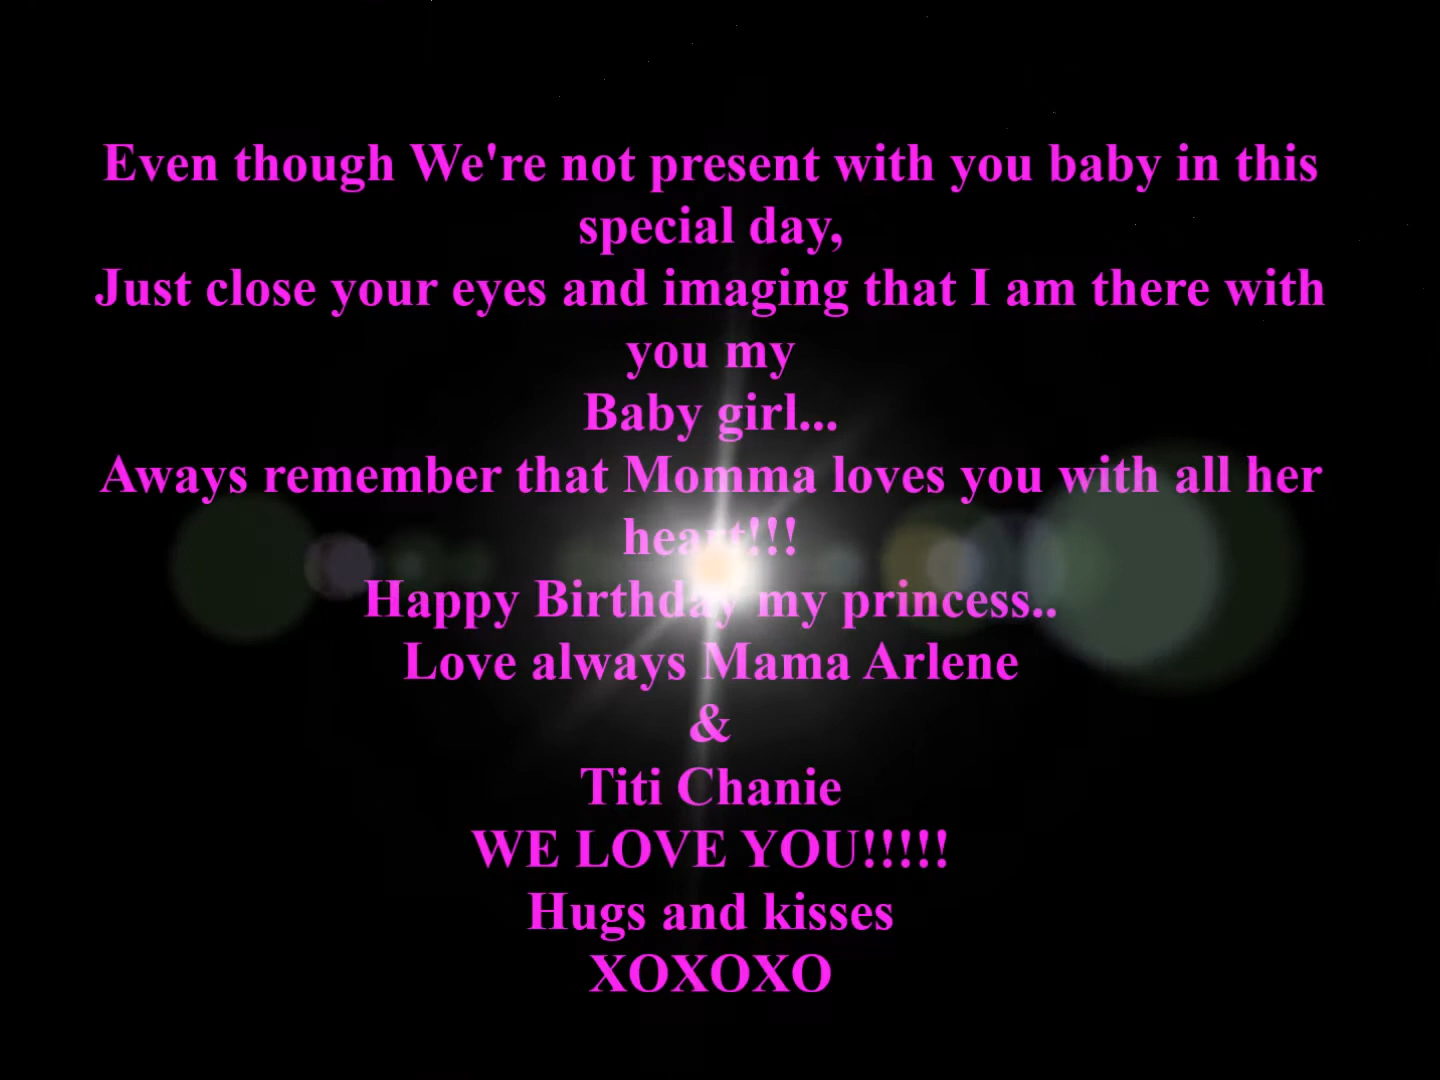 Even though We're not present with you baby in this
special day,
Just close your eyes and imaging that I am there with
you my
Baby girl...
Aways remember that Momma loves you with all her
heart!!!
Happy Birthday my princess..
Love always Mama Arlene
&
Titi Chanie
WE LOVE YOU!!!!!
Hugs and kisses
XOXOXO